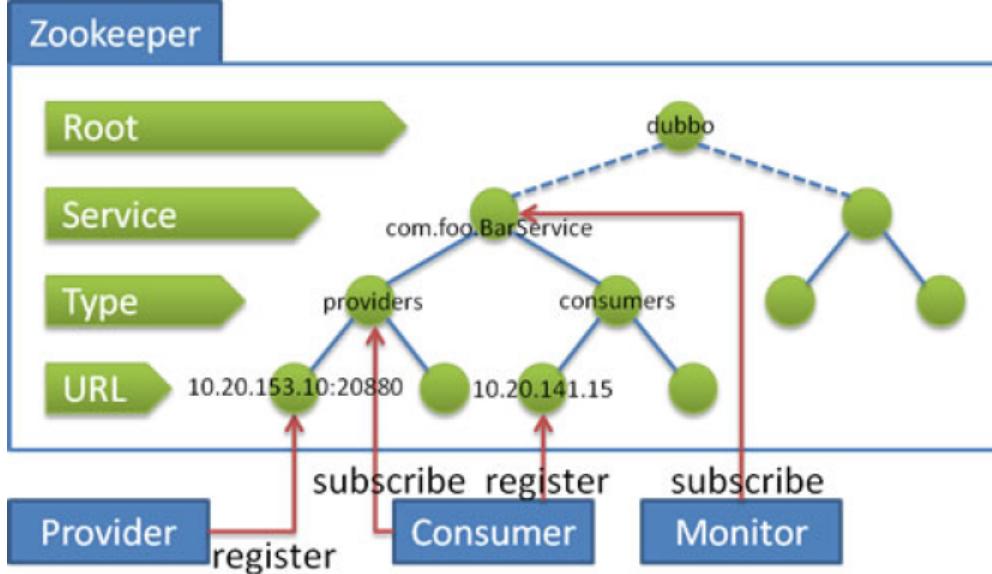 Zookeeper
Root
dubbo
Service
com.foo.BarService
Type
providers
consumers
URL
10.20.153.10:20880
10.20.141.15
subscribe
register
subscribe
Provider
Consumer
Monitor
register